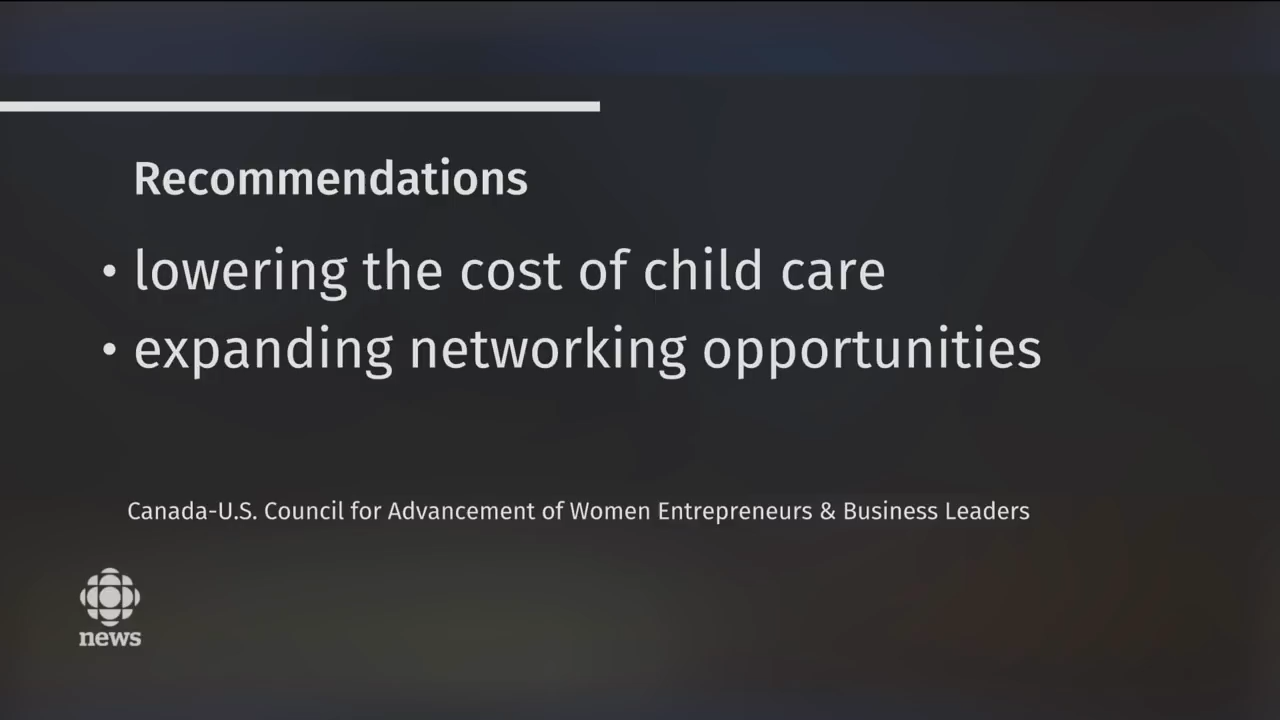 Recommendations
• lowering the cost of child care
• expanding networking opportunities
Canada-U.S. Council for Advancement of Women Entrepreneurs & Business Leaders
news